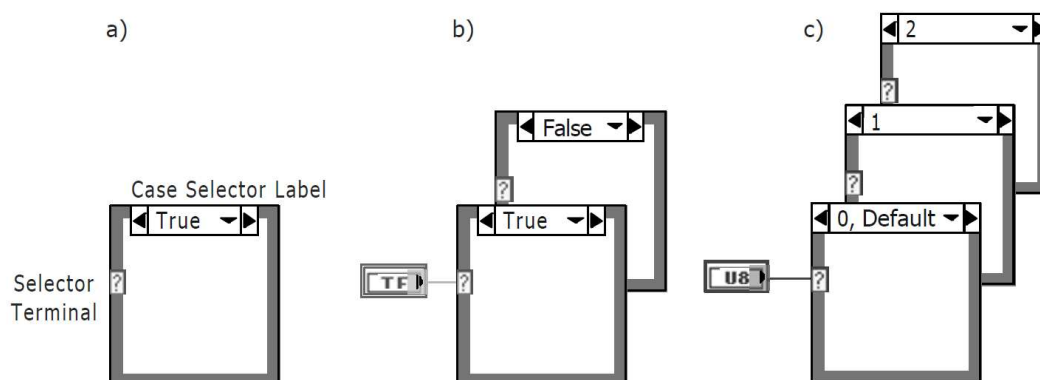 a)
b)
c)
2
False
1
Case Selector Label
True
True
0, Default
?
?
?
?
?
?
Selector
Terminal
TF
U8